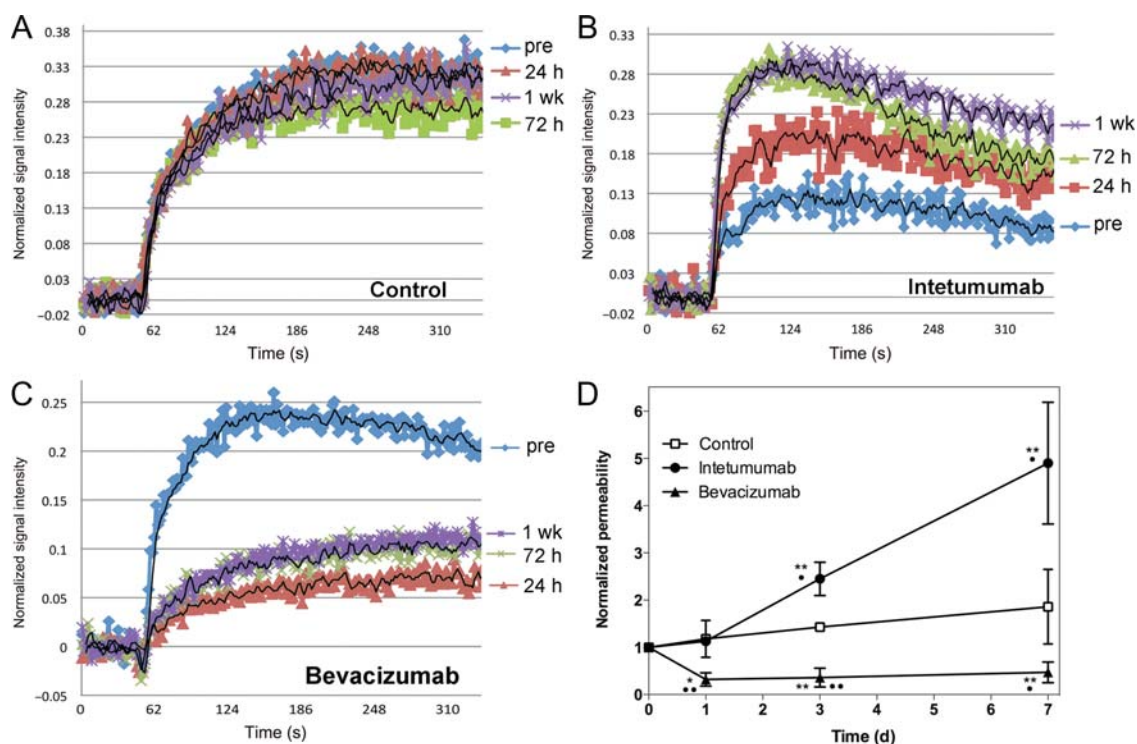 A
Normalized signal intensity
0.38
0.33
0.28
0.23
0.18
0.13
0.08
0.03
−0.02
0 62 124 186 248 310
Time (s)
Control
pre
24 h
1 wk
72 h
B
Normalized signal intensity
0.33
0.28
0.23
0.18
0.13
0.08
0.03
−0.02
0 62 124 186 248 310
Time (s)
Intetumumab
1 wk
72 h
24 h
pre
C
Normalized signal intensity
0.25
0.2
0.15
0.1
0.05
0
−0.05
0 62 124 186 248 310
Time (s)
Bevacizumab
pre
1 wk
72 h
24 h
D
Normalized permeability
6
5
4
3
2
1
0
0 1 2 3 4 5 6 7
Time (d)
Control
Intetumumab
Bevacizumab
**
•
**
•
*
••
** ••
**
•